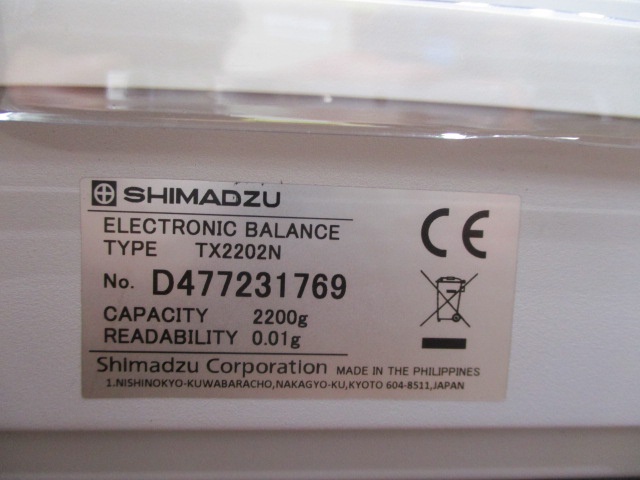 SHIMADZU
ELECTRONIC BALANCE
TYPE TX2202N
No. D477231769
CAPACITY 2200g
READABILITY 0.01g
Shimadzu Corporation MADE IN THE PHILIPPINES
1.NISHINOKYO-KUWABARACHO,NAKAGYO-KU,KYOTO 604-8511,JAPAN
CE